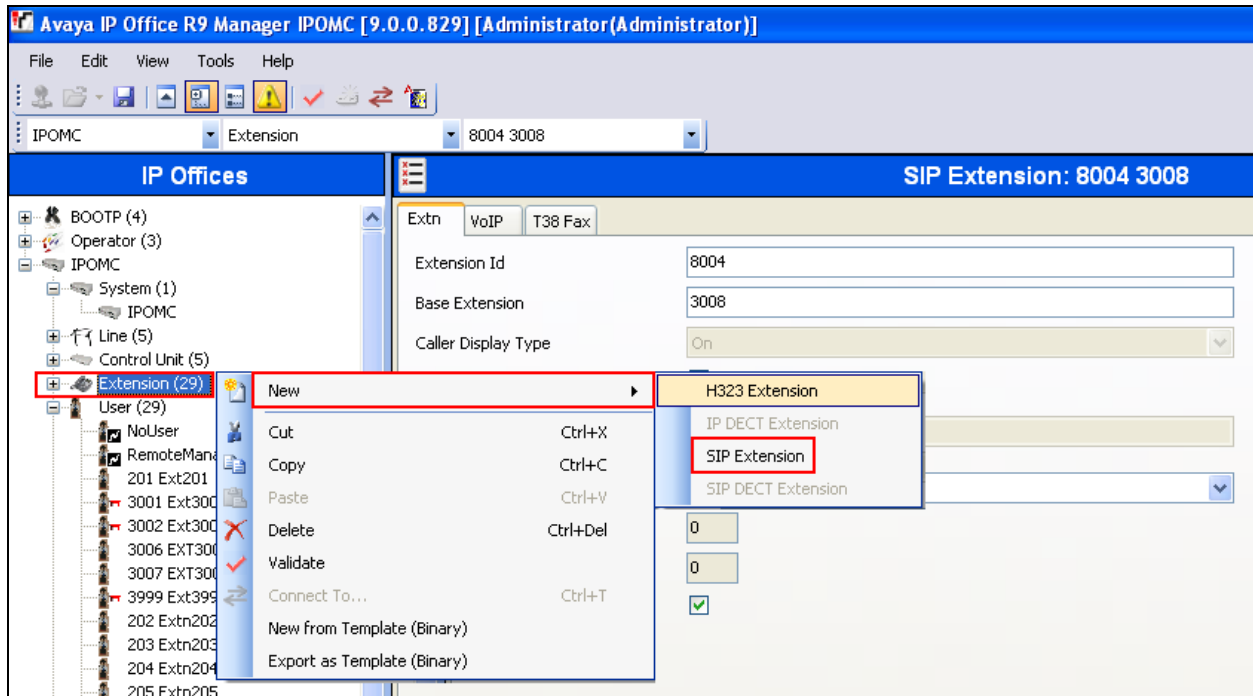 Avaya IP Office R9 Manager IPOMC [9.0.0.829] [Administrator(Administrator)]
File Edit View Tools Help
IPOMC Extension 8004 3008
IP Offices
SIP Extension: 8004 3008
BOOTP (4)
Operator (3)
IPOMC
System (1)
IPOMC
Line (5)
Control Unit (5)
Extension (29)
User (29)
NoUser
RemoteMana
201 Ext201
3001 Ext300
3002 Ext300
3006 EXT300
3007 EXT300
3999 Ext399
202 Extn202
203 Extn203
204 Extn204
205 Extn205
Extn VoIP T38 Fax
Extension Id 8004
Base Extension 3008
Caller Display Type On
New
Cut Ctrl+X
Copy Ctrl+C
Paste Ctrl+V
Delete Ctrl+Del
Validate
Connect To... Ctrl+T
New from Template (Binary)
Export as Template (Binary)
H323 Extension
IP DECT Extension
SIP Extension
SIP DECT Extension
0
0